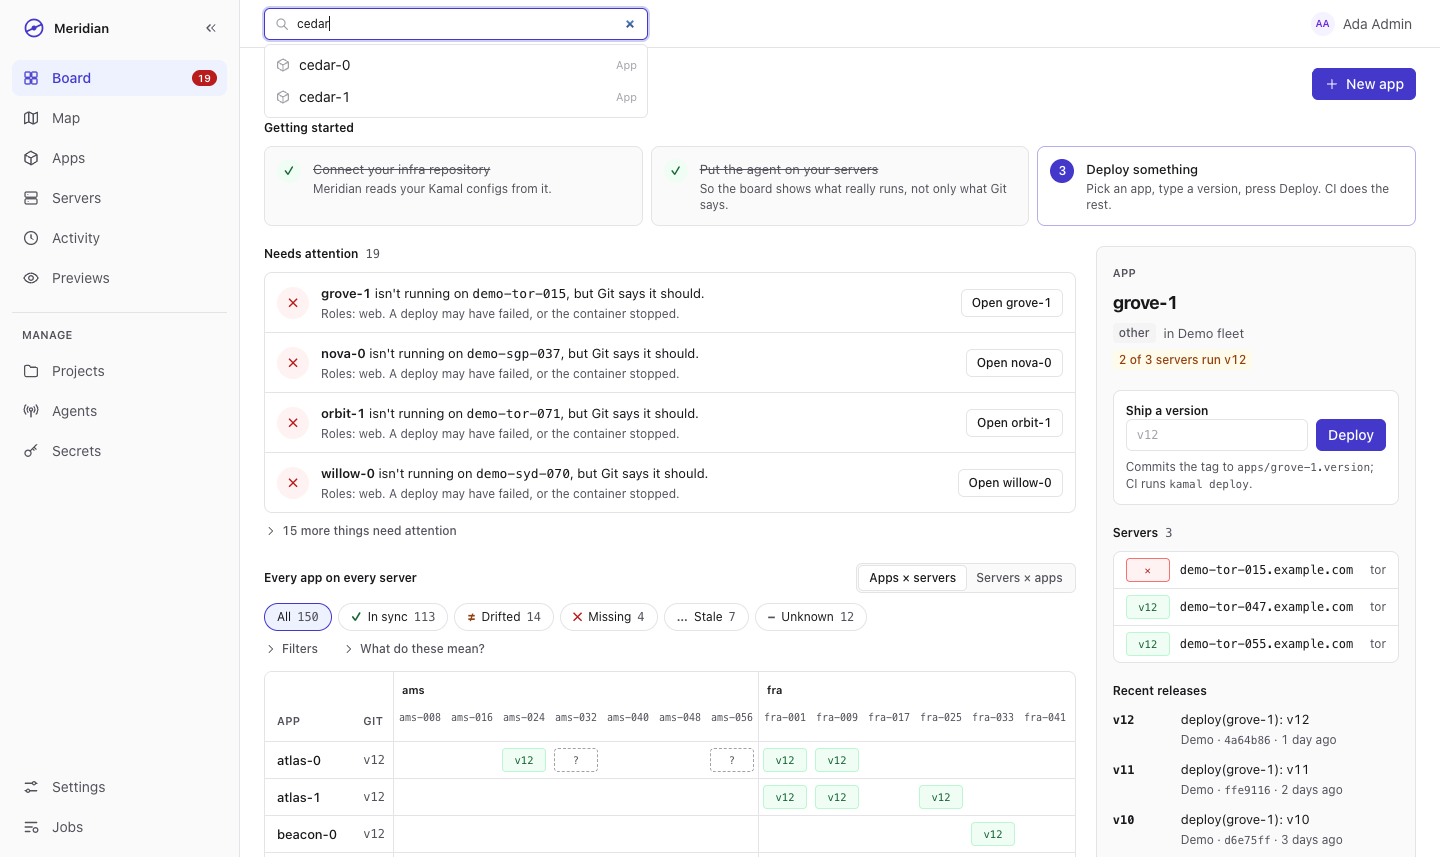 Meridian
Board 19
Map
Apps
Servers
Activity
Previews
MANAGE
Projects
Agents
Secrets
Settings
Jobs
cedar
cedar-0 App
cedar-1 App
AA Ada Admin
New app
Getting started
Connect your infra repository
Meridian reads your Kamal configs from it.
Put the agent on your servers
So the board shows what really runs, not only what Git
says.
3 Deploy something
Pick an app, type a version, press Deploy. CI does the
rest.
Needs attention 19
grove-1 isn't running on demo-tor-015, but Git says it should.
Roles: web. A deploy may have failed, or the container stopped.
Open grove-1
nova-0 isn't running on demo-sgp-037, but Git says it should.
Roles: web. A deploy may have failed, or the container stopped.
Open nova-0
orbit-1 isn't running on demo-tor-071, but Git says it should.
Roles: web. A deploy may have failed, or the container stopped.
Open orbit-1
willow-0 isn't running on demo-syd-070, but Git says it should.
Roles: web. A deploy may have failed, or the container stopped.
Open willow-0
15 more things need attention
Every app on every server
Apps × servers Servers × apps
All 150 In sync 113 ≠ Drifted 14 Missing 4 … Stale 7 – Unknown 12
Filters What do these mean?
ams fra
APP GIT ams-008 ams-016 ams-024 ams-032 ams-040 ams-048 ams-056 fra-001 fra-009 fra-017 fra-025 fra-033 fra-041
atlas-0 v12 v12 ? ? v12 v12
atlas-1 v12 v12 v12 v12
beacon-0 v12 v12
APP
grove-1
other in Demo fleet
2 of 3 servers run v12
Ship a version
v12 Deploy
Commits the tag to apps/grove-1.version;
CI runs kamal deploy.
Servers 3
× demo-tor-015.example.com tor
v12 demo-tor-047.example.com tor
v12 demo-tor-055.example.com tor
Recent releases
v12 deploy(grove-1): v12
Demo · 4a64b86 · 1 day ago
v11 deploy(grove-1): v11
Demo · ffe9116 · 2 days ago
v10 deploy(grove-1): v10
Demo · d6e75ff · 3 days ago